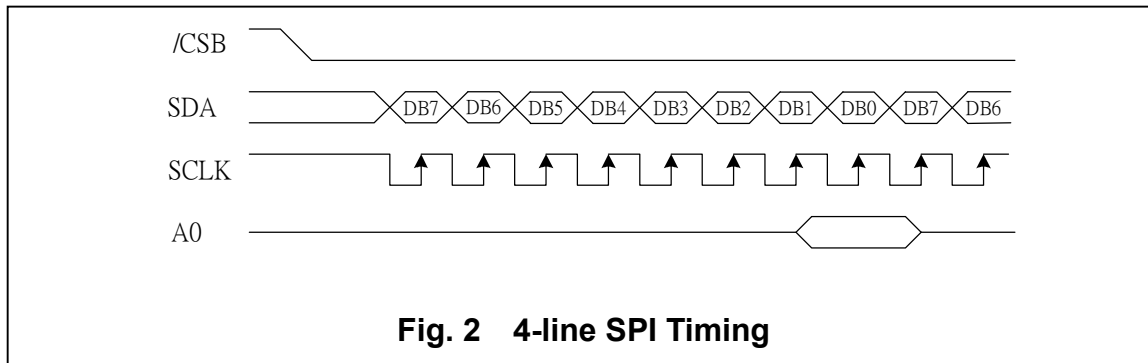 /CSB
SDA DB7 DB6 DB5 DB4 DB3 DB2 DB1 DB0 DB7 DB6
SCLK
A0
Fig. 2 4-line SPI Timing